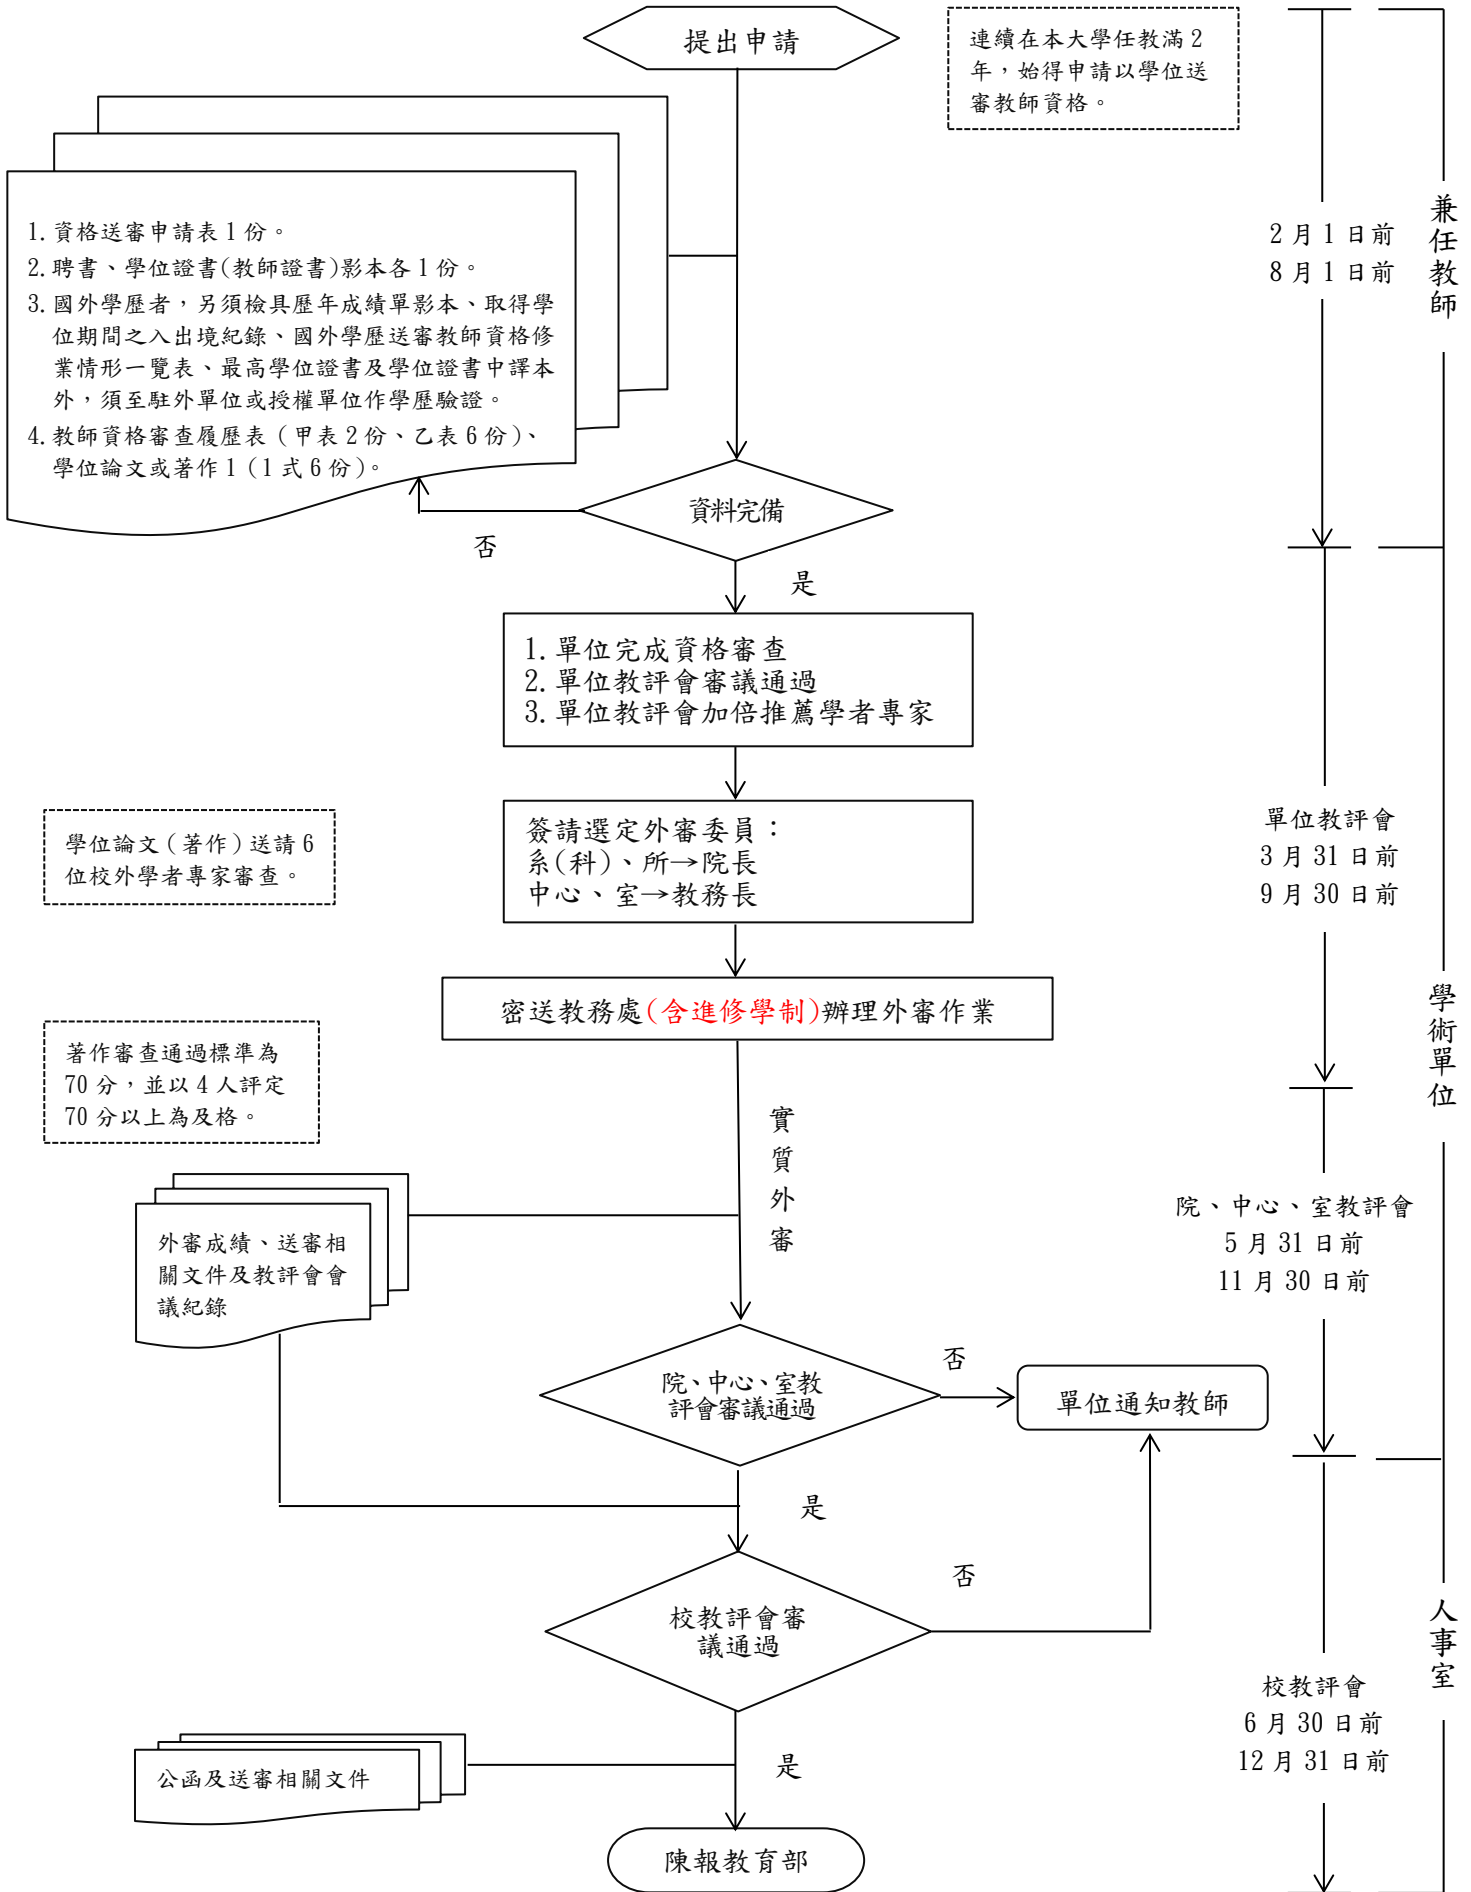 提出申請
連續在本大學任教滿 2
年，始得申請以學位送
審教師資格。
1. 資格送審申請表 1 份。
2. 聘書、學位證書(教師證書)影本各 1 份。
3. 國外學歷者，另須檢具歷年成績單影本、取得學
位期間之入出境紀錄、國外學歷送審教師資格修
業情形一覽表、最高學位證書及學位證書中譯本
外，須至駐外單位或授權單位作學歷驗證。
4. 教師資格審查履歷表（甲表 2 份、乙表 6 份）、
學位論文或著作 1（1 式 6 份）。
2 月 1 日前
8 月 1 日前
兼任教師
資料完備
否
是
1. 單位完成資格審查
2. 單位教評會審議通過
3. 單位教評會加倍推薦學者專家
學位論文（著作）送請 6
位校外學者專家審查。
簽請選定外審委員：
系(科)、所→院長
中心、室→教務長
單位教評會
3 月 31 日前
9 月 30 日前
密送教務處(含進修學制)辦理外審作業
學術單位
著作審查通過標準為
70 分，並以 4 人評定
70 分以上為及格。
實質外審
外審成績、送審相
關文件及教評會會
議紀錄
院、中心、室教評會
5 月 31 日前
11 月 30 日前
院、中心、室教
評會審議通過
否
單位通知教師
是
校教評會審
議通過
否
人事室
校教評會
6 月 30 日前
12 月 31 日前
公函及送審相關文件
是
陳報教育部